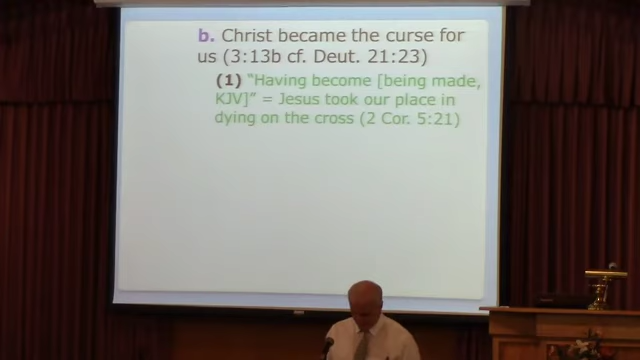 b. Christ became the curse for
us (3:13b cf. Deut. 21:23)
(1) “Having become [being made,
KJV]” = Jesus took our place in
dying on the cross (2 Cor. 5:21)